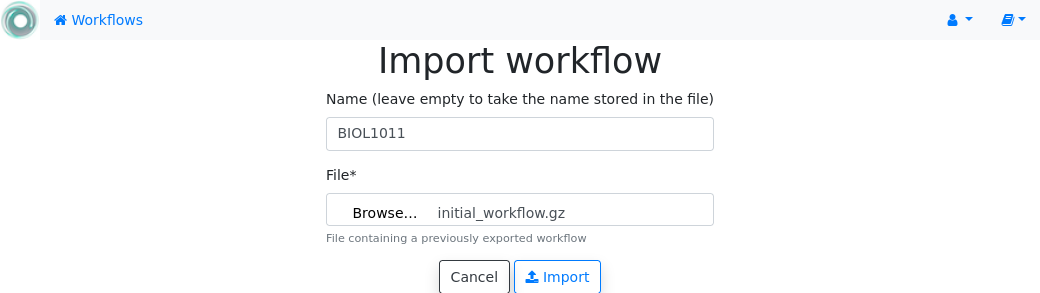 Workflows
Import workflow
Name (leave empty to take the name stored in the file)
BIOL1011
File*
Browse... initial_workflow.gz
File containing a previously exported workflow
Cancel Import